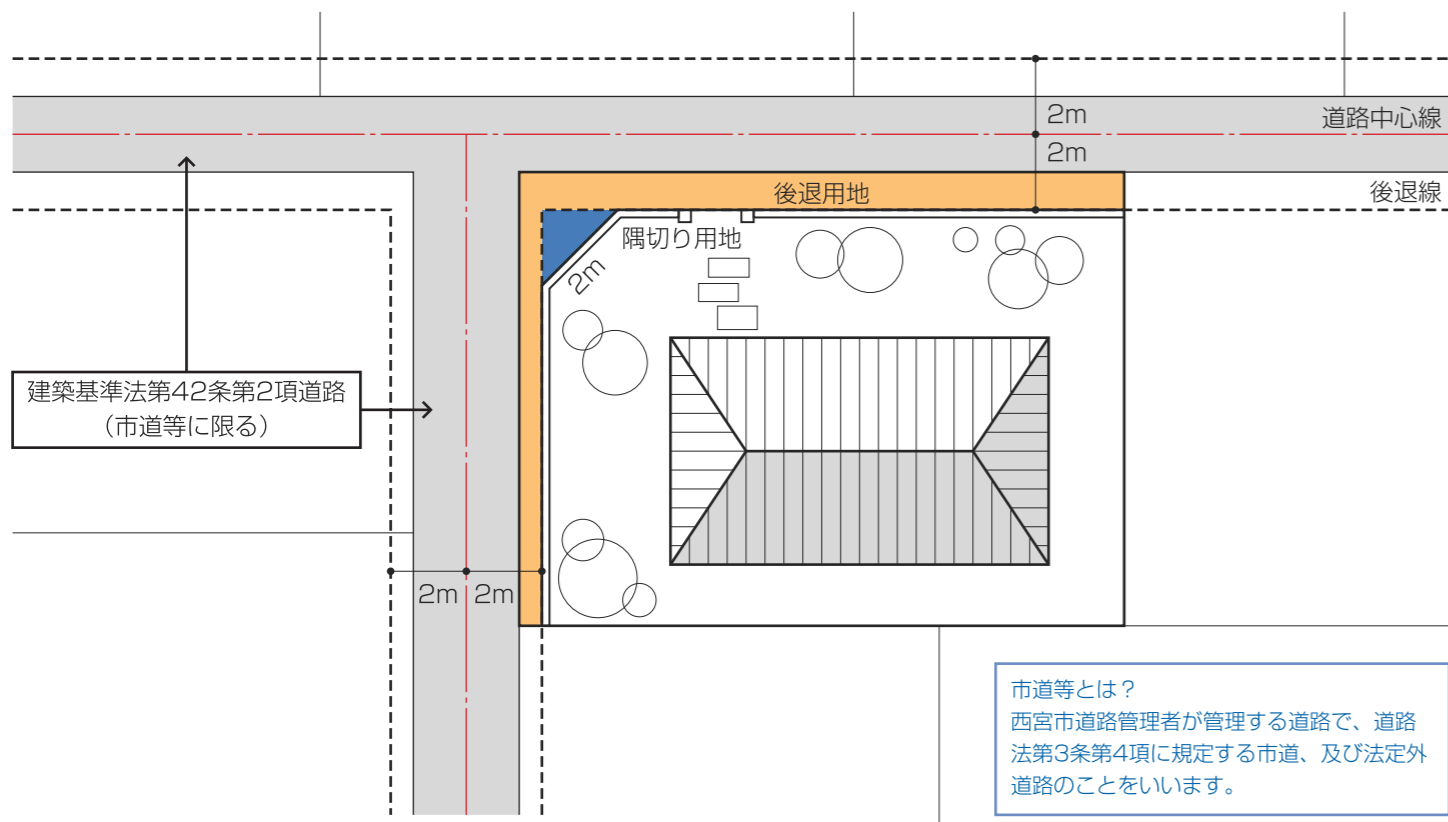 2m
道路中心線
2m
後退用地
後退線
隅切り用地
2m
建築基準法第42条第2項道路
（市道等に限る）
2m 2m
市道等とは？
西宮市道路管理者が管理する道路で、道路
法第3条第4項に規定する市道、及び法定外
道路のことをいいます。